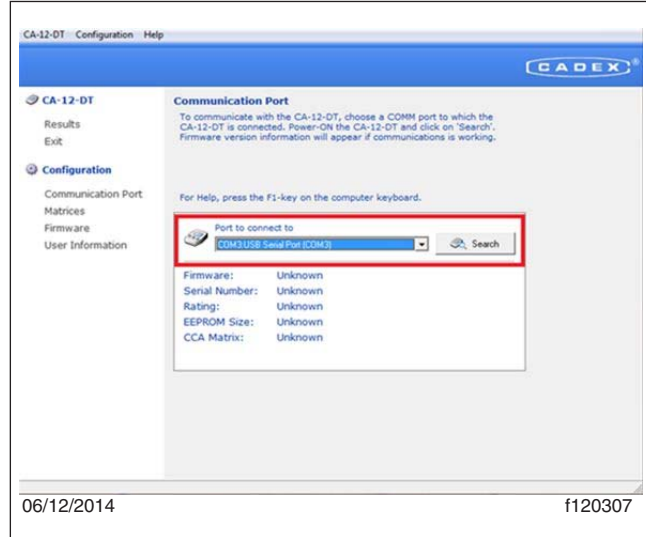 CA-12-DT Configuration Help
CADEX®
CA-12-DT
Results
Exit
Configuration
Communication Port
Matrices
Firmware
User Information
Communication Port
To communicate with the CA-12-DT, choose a COMM port to which the
CA-12-DT is connected. Power-ON the CA-12-DT and click on 'Search'.
Firmware version information will appear if communications is working.
For Help, press the F1-key on the computer keyboard.
Port to connect to
COM3:USB Serial Port (COM3)
Search
Firmware: Unknown
Serial Number: Unknown
Rating: Unknown
EEPROM Size: Unknown
CCA Matrix: Unknown
06/12/2014
f120307